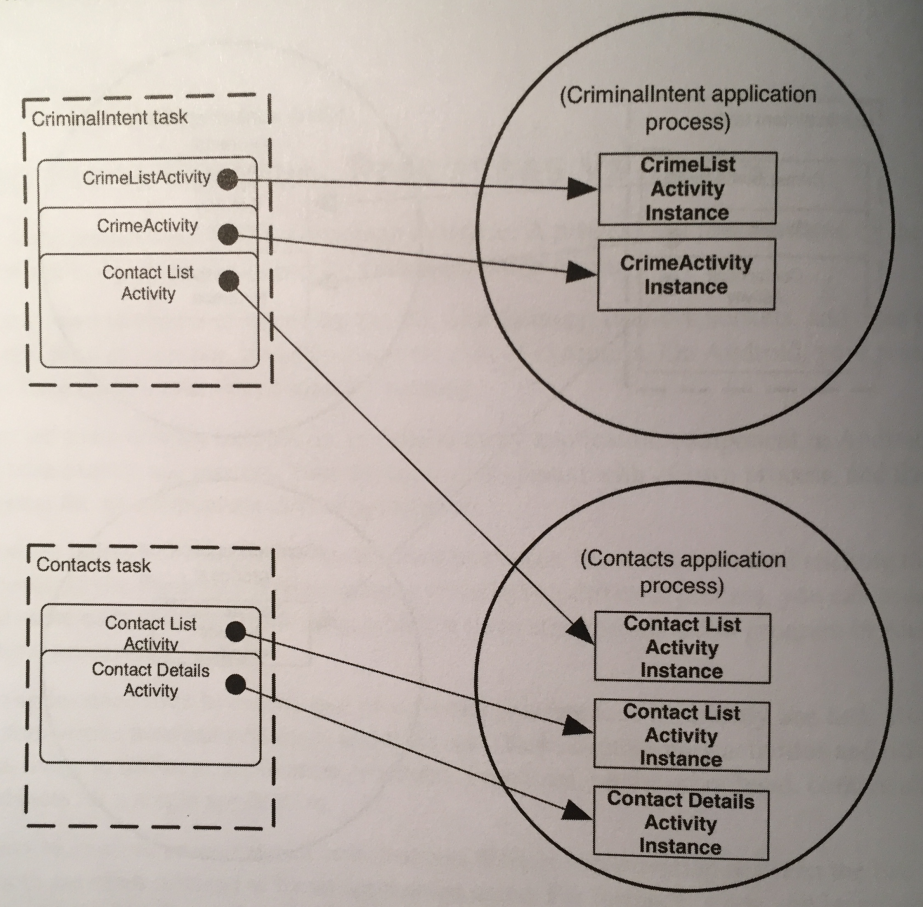 CriminalIntent task
CrimeListActivity
CrimeActivity
Contact List
Activity
(CriminalIntent application
process)
CrimeList
Activity
Instance
CrimeActivity
Instance
Contacts task
Contact List
Activity
Contact Details
Activity
(Contacts application
process)
Contact List
Activity
Instance
Contact List
Activity
Instance
Contact Details
Activity
Instance